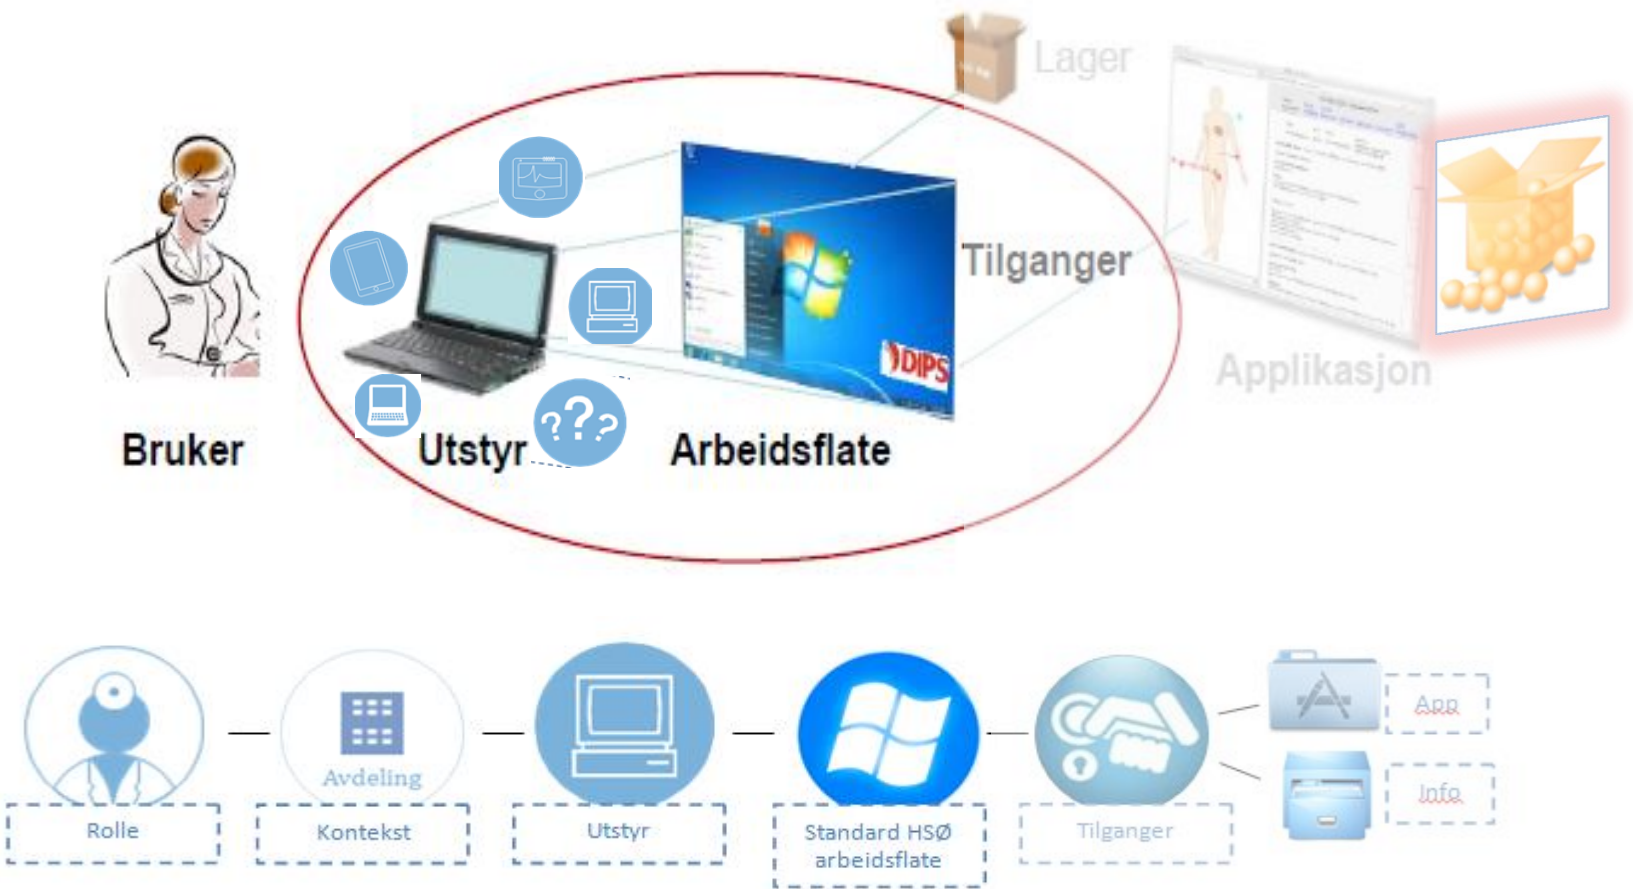 Lager
Tilganger
DIPS
Applikasjon
Bruker
Utstyr
???
Arbeidsflate
Avdeling
App
Info
Rolle
Kontekst
Utstyr
Standard HSØ
arbeidsflate
Tilganger